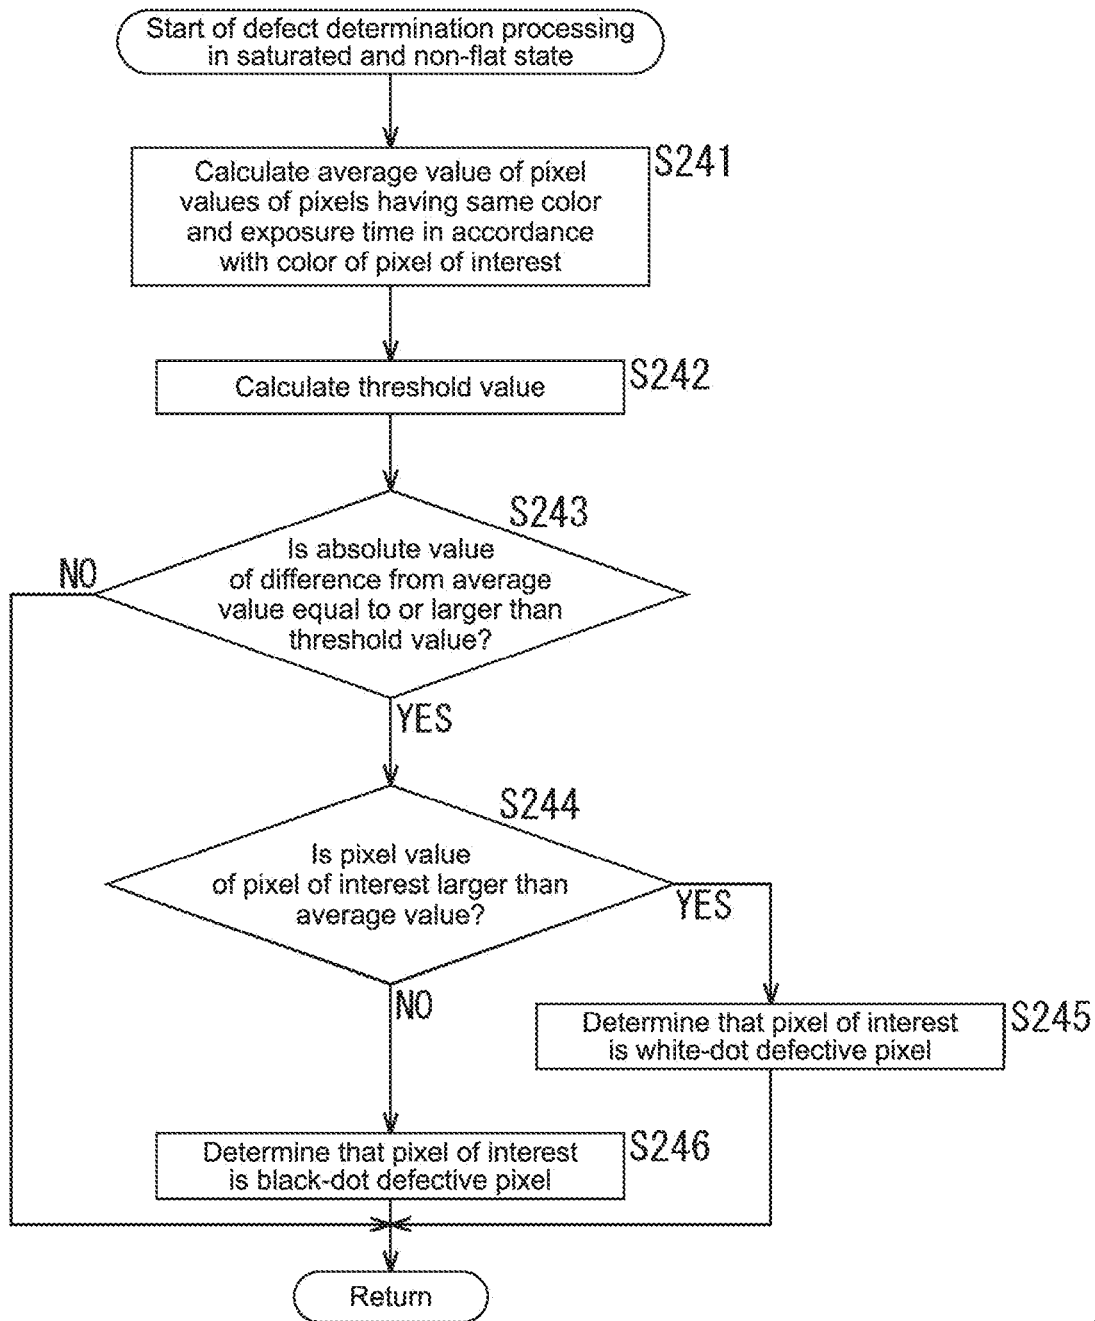 Start of defect determination processing
in saturated and non-flat state
S241
Calculate average value of pixel
values of pixels having same color
and exposure time in accordance
with color of pixel of interest
Calculate threshold value
S242
S243
Is absolute value
of difference from average
value equal to or larger than
threshold value?
NO
YES
S244
Is pixel value
of pixel of interest larger than
average value?
YES
NO
Determine that pixel of interest
is white-dot defective pixel
S245
Determine that pixel of interest
is black-dot defective pixel
S246
Return